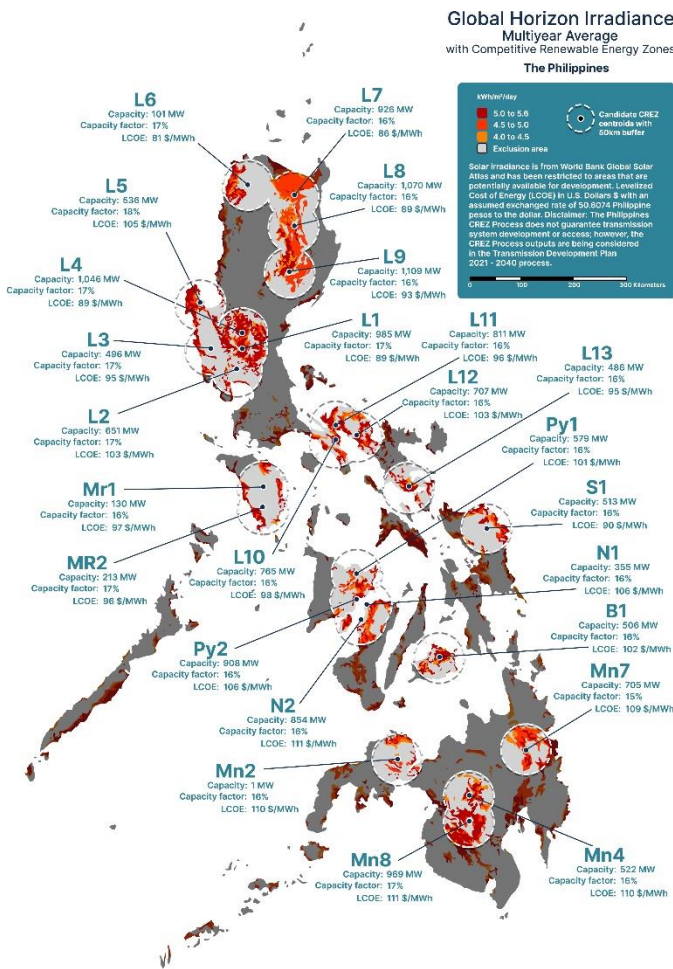 Global Horizon Irradiance
Multiyear Average
with Competitive Renewable Energy Zones
The Philippines
kWh/m²/day
5.0 to 5.6
4.5 to 5.0
4.0 to 4.5
Exclusion area
Candidate CREZ
centroida with
50km buffer
Solar irradiance is from World Bank Global Solar
Atlas and has been restricted to areas that are
potentially available for development. Levelized
Cost of Energy (LCOE) in U.S. Dollars $ with an
assumed exchanged rate of 50.6074 Philippine
pesos to the dollar. Disclaimer: The Philippines
CREZ Process does not guarantee transmission
system development or access; however, the
CREZ Process outputs are being considered
in the Transmission Development Plan
2021 - 2040 process.
0 50 100 200 300 Kilometers
L6
Capacity: 101 MW
Capacity factor: 17%
LCOE: 81 $/MWh
L7
Capacity: 926 MW
Capacity factor: 16%
LCOE: 86 $/MWh
L5
Capacity: 536 MW
Capacity factor: 18%
LCOE: 105 $/MWh
L8
Capacity: 1,070 MW
Capacity factor: 16%
LCOE: 89 $/MWh
L4
Capacity: 1,046 MW
Capacity factor: 17%
LCOE: 89 $/MWh
L9
Capacity: 1,109 MW
Capacity factor: 16%
LCOE: 93 $/MWh
L3
Capacity: 496 MW
Capacity factor: 17%
LCOE: 95 $/MWh
L1
Capacity: 985 MW
Capacity factor: 17%
LCOE: 89 $/MWh
L11
Capacity: 811 MW
Capacity factor: 16%
LCOE: 96 $/MWh
L13
Capacity: 486 MW
Capacity factor: 16%
LCOE: 95 $/MWh
L2
Capacity: 651 MW
Capacity factor: 17%
LCOE: 103 $/MWh
L12
Capacity: 707 MW
Capacity factor: 16%
LCOE: 103 $/MWh
Py1
Capacity: 579 MW
Capacity factor: 16%
LCOE: 101 $/MWh
Mr1
Capacity: 130 MW
Capacity factor: 16%
LCOE: 97 $/MWh
S1
Capacity: 513 MW
Capacity factor: 16%
LCOE: 90 $/MWh
MR2
Capacity: 213 MW
Capacity factor: 17%
LCOE: 96 $/MWh
L10
Capacity: 765 MW
Capacity factor: 16%
LCOE: 98 $/MWh
N1
Capacity: 355 MW
Capacity factor: 16%
LCOE: 106 $/MWh
B1
Capacity: 506 MW
Capacity factor: 16%
LCOE: 102 $/MWh
Py2
Capacity: 908 MW
Capacity factor: 16%
LCOE: 106 $/MWh
Mn7
Capacity: 705 MW
Capacity factor: 15%
LCOE: 109 $/MWh
N2
Capacity: 854 MW
Capacity factor: 16%
LCOE: 111 $/MWh
Mn2
Capacity: 1 MW
Capacity factor: 16%
LCOE: 110 $/MWh
Mn8
Capacity: 969 MW
Capacity factor: 17%
LCOE: 111 $/MWh
Mn4
Capacity: 522 MW
Capacity factor: 16%
LCOE: 110 $/MWh